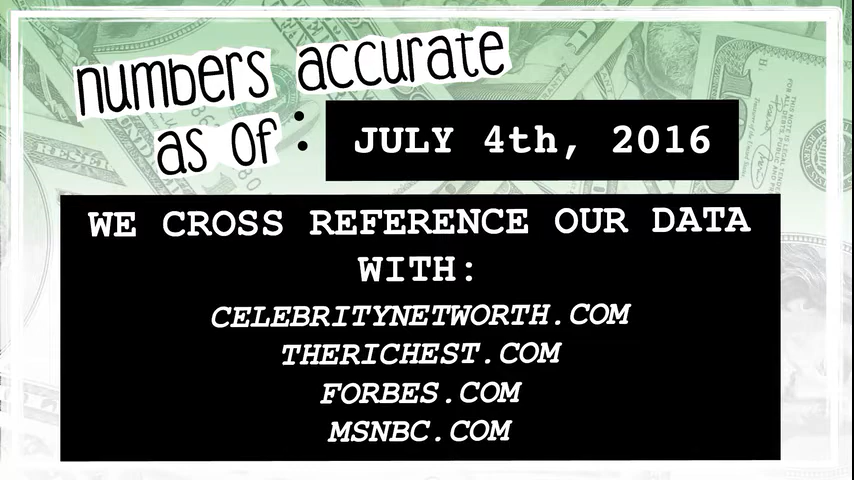 numbers accurate
as of: JULY 4th, 2016
WE CROSS REFERENCE OUR DATA
WITH:
CELEBRITYNETWORTH.COM
THERICHEST.COM
FORBES.COM
MSNBC.COM